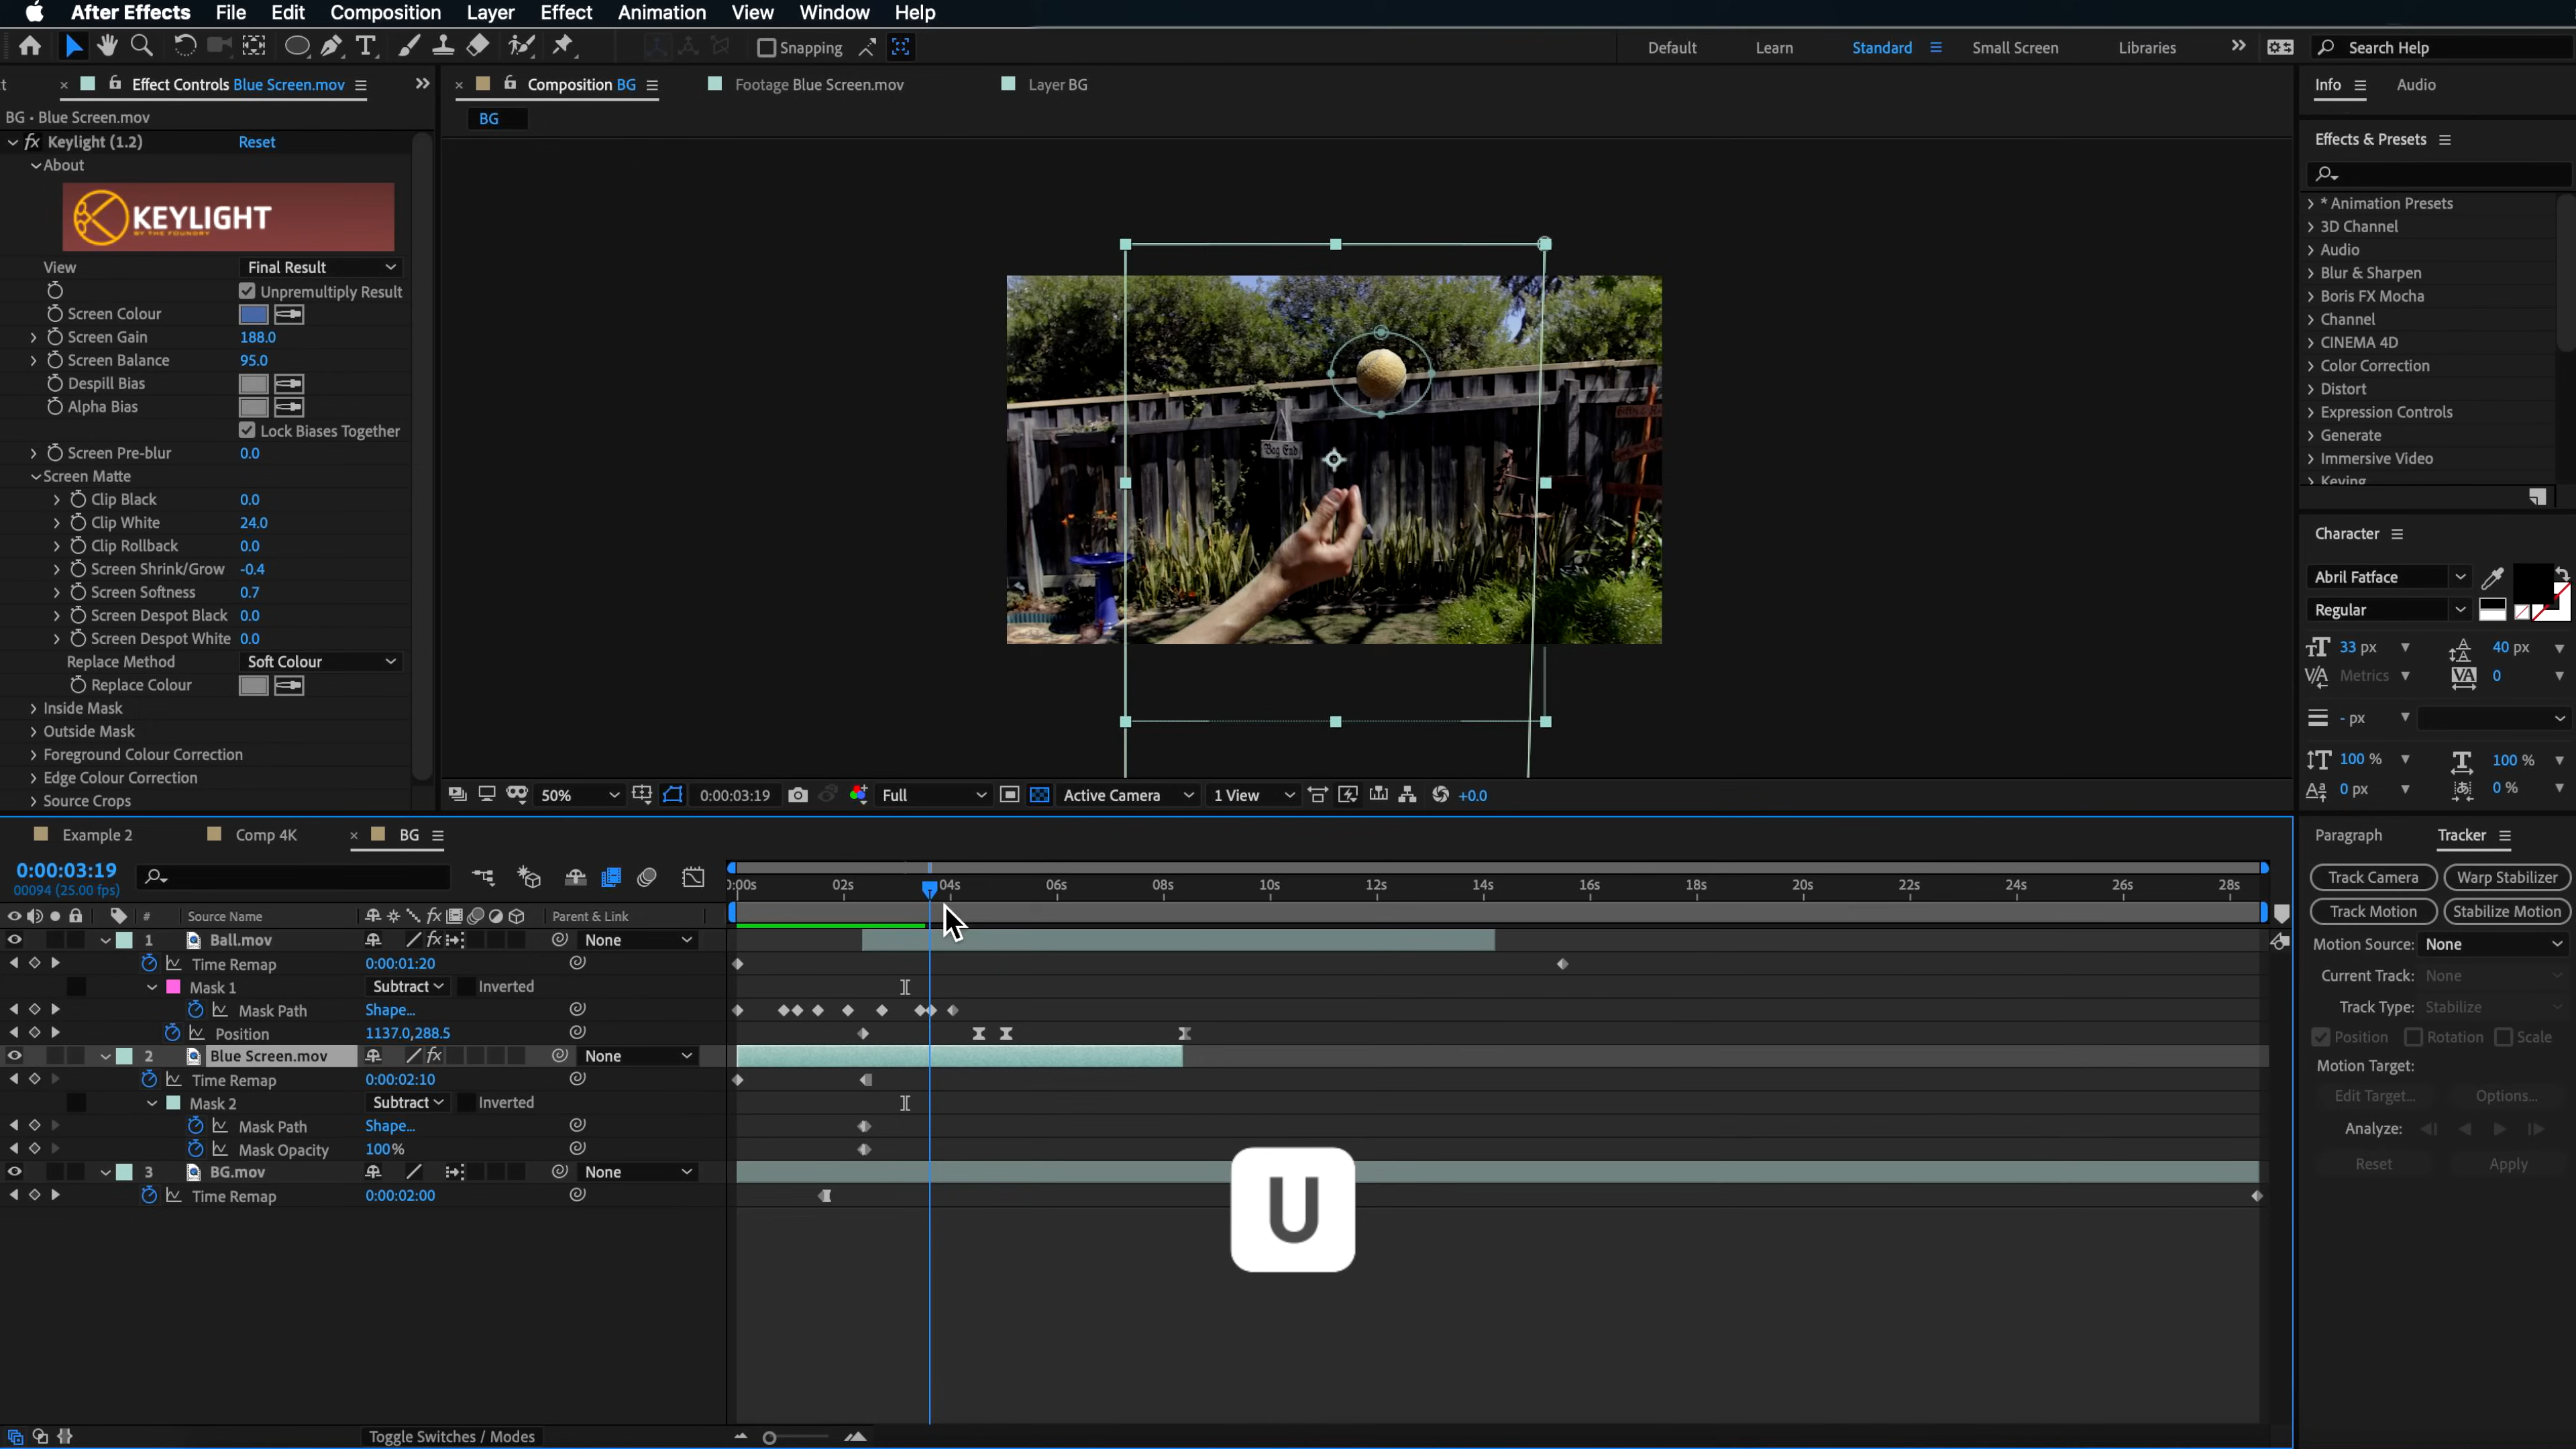 After Effects File Edit Composition Layer Effect Animation View Window Help
Snapping Default Learn Standard Small Screen Libraries Search Help
Effect Controls Blue Screen.mov
Composition BG Footage Blue Screen.mov Layer BG
Info Audio
BG • Blue Screen.mov
BG
fx Keylight (1.2) Reset
About
KEYLIGHT
BY THE FOUNDRY
View Final Result
Unpremultiply Result
Screen Colour
Screen Gain 188.0
Screen Balance 95.0
Despill Bias
Alpha Bias
Lock Biases Together
Screen Pre-blur 0.0
Screen Matte
Clip Black 0.0
Clip White 24.0
Clip Rollback 0.0
Screen Shrink/Grow -0.4
Screen Softness 0.7
Screen Despot Black 0.0
Screen Despot White 0.0
Replace Method Soft Colour
Replace Colour
Inside Mask
Outside Mask
Foreground Colour Correction
Edge Colour Correction
Source Crops
Bag End
50% 0:00:03:19 Full Active Camera 1 View +0.0
Effects & Presets
* Animation Presets
3D Channel
Audio
Blur & Sharpen
Boris FX Mocha
Channel
CINEMA 4D
Color Correction
Distort
Expression Controls
Generate
Immersive Video
Keying
Character
Abril Fatface
Regular
33 px 40 px
Metrics 0
- px
100 % 100 %
0 px 0 %
Example 2 Comp 4K BG
0:00:03:19
00094 (25.00 fps)
0:00s 02s 04s 06s 08s 10s 12s 14s 16s 18s 20s 22s 24s 26s 28s
# Source Name Parent & Link
1 Ball.mov None
Time Remap 0:00:01:20
Mask 1 Subtract Inverted
Mask Path Shape...
Position 1137.0,288.5
2 Blue Screen.mov None
Time Remap 0:00:02:10
Mask 2 Subtract Inverted
Mask Path Shape...
Mask Opacity 100%
3 BG.mov None
Time Remap 0:00:02:00
U
Toggle Switches / Modes
Paragraph Tracker
Track Camera Warp Stabilizer
Track Motion Stabilize Motion
Motion Source: None
Current Track: None
Track Type: Stabilize
Position Rotation Scale
Motion Target:
Edit Target... Options...
Analyze:
Reset Apply